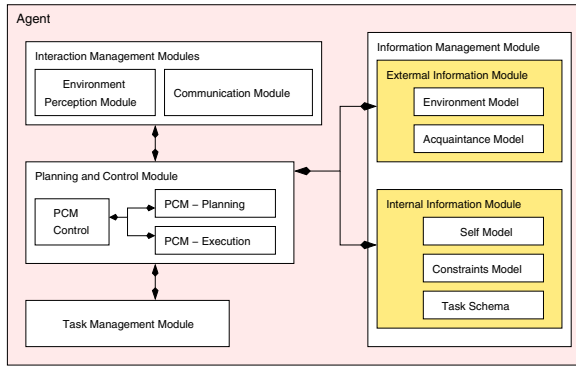 Agent
Interaction Management Modules
Environment
Perception Module
Communication Module
Planning and Control Module
PCM
Control
PCM – Planning
PCM – Execution
Task Management Module
Information Management Module
External Information Module
Environment Model
Acquaintance Model
Internal Information Module
Self Model
Constraints Model
Task Schema